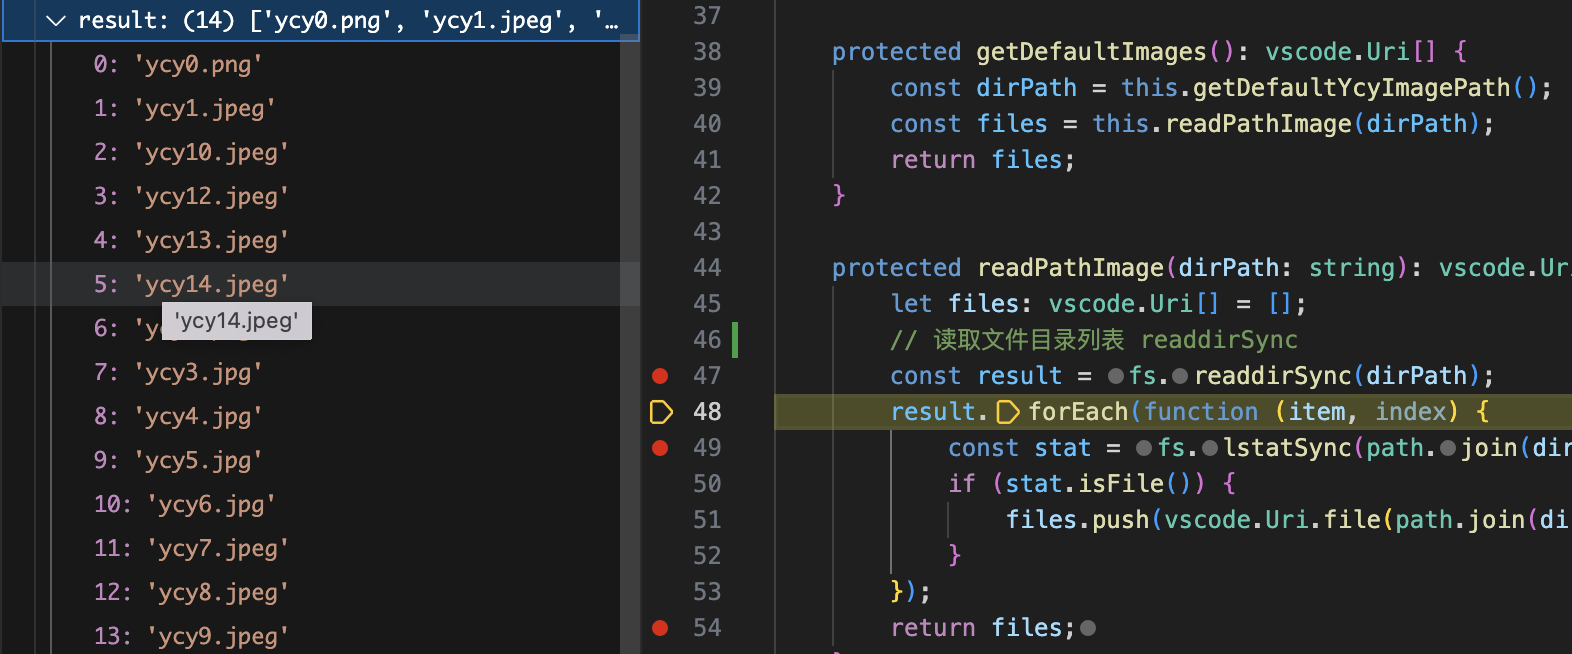 result: (14) ['ycy0.png', 'ycy1.jpeg', '…
0: 'ycy0.png'
1: 'ycy1.jpeg'
2: 'ycy10.jpeg'
3: 'ycy12.jpeg'
4: 'ycy13.jpeg'
5: 'ycy14.jpeg'
'ycy14.jpeg'
6:
7: 'ycy3.jpg'
8: 'ycy4.jpg'
9: 'ycy5.jpg'
10: 'ycy6.jpg'
11: 'ycy7.jpeg'
12: 'ycy8.jpeg'
13: 'ycy9.jpeg'
37
38 protected getDefaultImages(): vscode.Uri[] {
39 const dirPath = this.getDefaultYcyImagePath();
40 const files = this.readPathImage(dirPath);
41 return files;
42 }
43
44 protected readPathImage(dirPath: string): vscode.Ur
45 let files: vscode.Uri[] = [];
46 // 读取文件目录列表 readdirSync
47 const result = fs.readdirSync(dirPath);
48 result.forEach(function (item, index) {
49 const stat = fs.lstatSync(path.join(dir
50 if (stat.isFile()) {
51 files.push(vscode.Uri.file(path.join(di
52 }
53 });
54 return files;